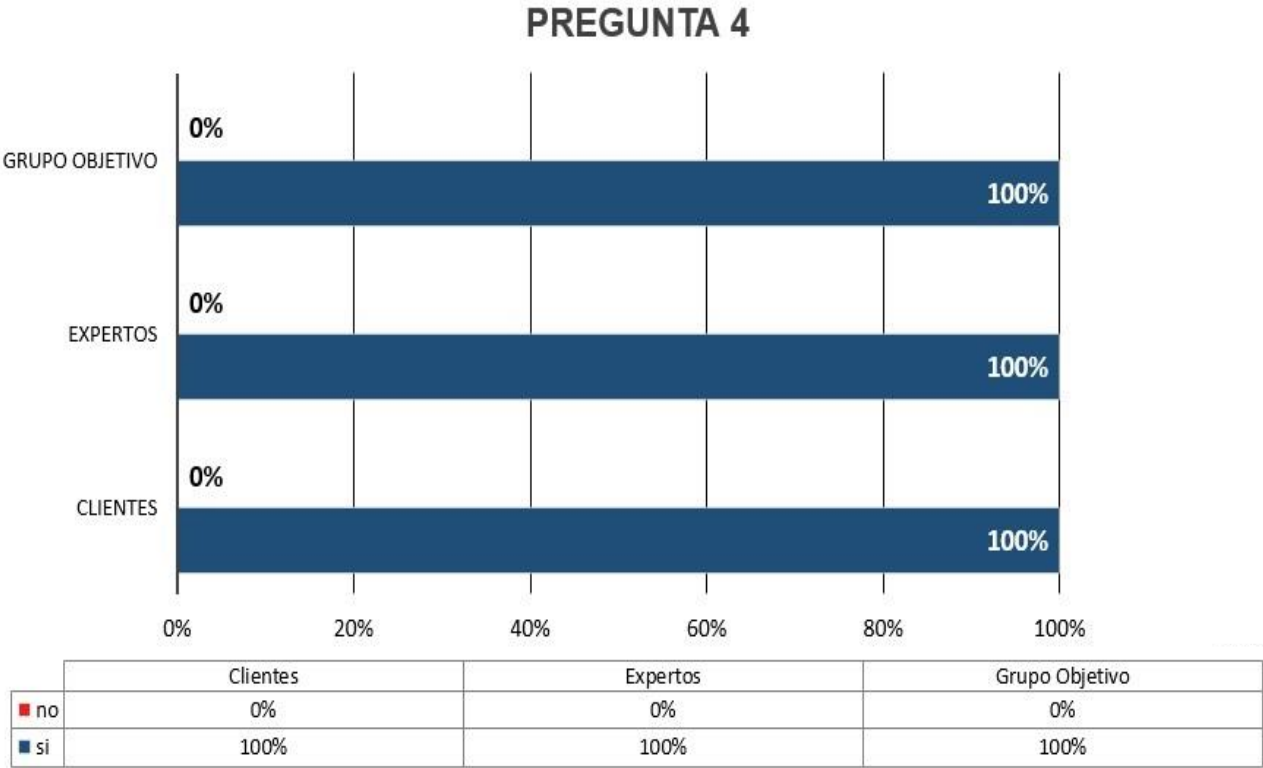 PREGUNTA 4
0%
GRUPO OBJETIVO
100%
0%
EXPERTOS
100%
0%
CLIENTES
100%
0% 20% 40% 60% 80% 100%
Clientes Expertos Grupo Objetivo
no 0% 0% 0%
si 100% 100% 100%